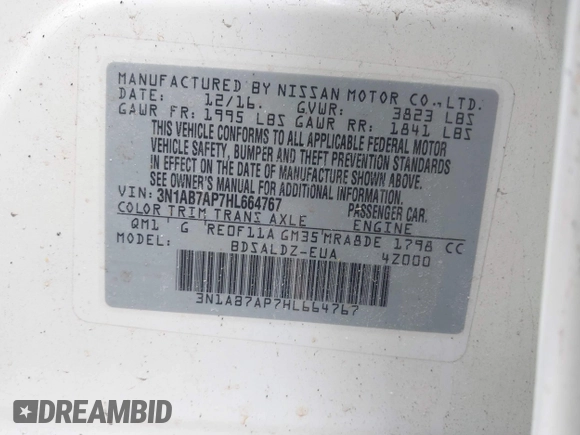 MANUFACTURED BY NISSAN MOTOR CO., LTD.
DATE: 12/16. GVWR: 3823 LBS
GAWR FR: 1995 LBS GAWR RR: 1841 LBS
THIS VEHICLE CONFORMS TO ALL APPLICABLE FEDERAL MOTOR
VEHICLE SAFETY, BUMPER AND THEFT PREVENTION STANDARDS
IN EFFECT ON THE DATE OF MANUFACTURE SHOWN ABOVE.
SEE OWNER'S MANUAL FOR ADDITIONAL INFORMATION.
VIN: 3N1AB7AP7HL664767 PASSENGER CAR.
COLOR TRIM TRANS AXLE ENGINE
QM1 G RE0F11A GM35 MRA8DE 1798 CC
MODEL: BDSALDZ-EUA 4Z000
3N1AB7AP7HL664767
DREAMBID